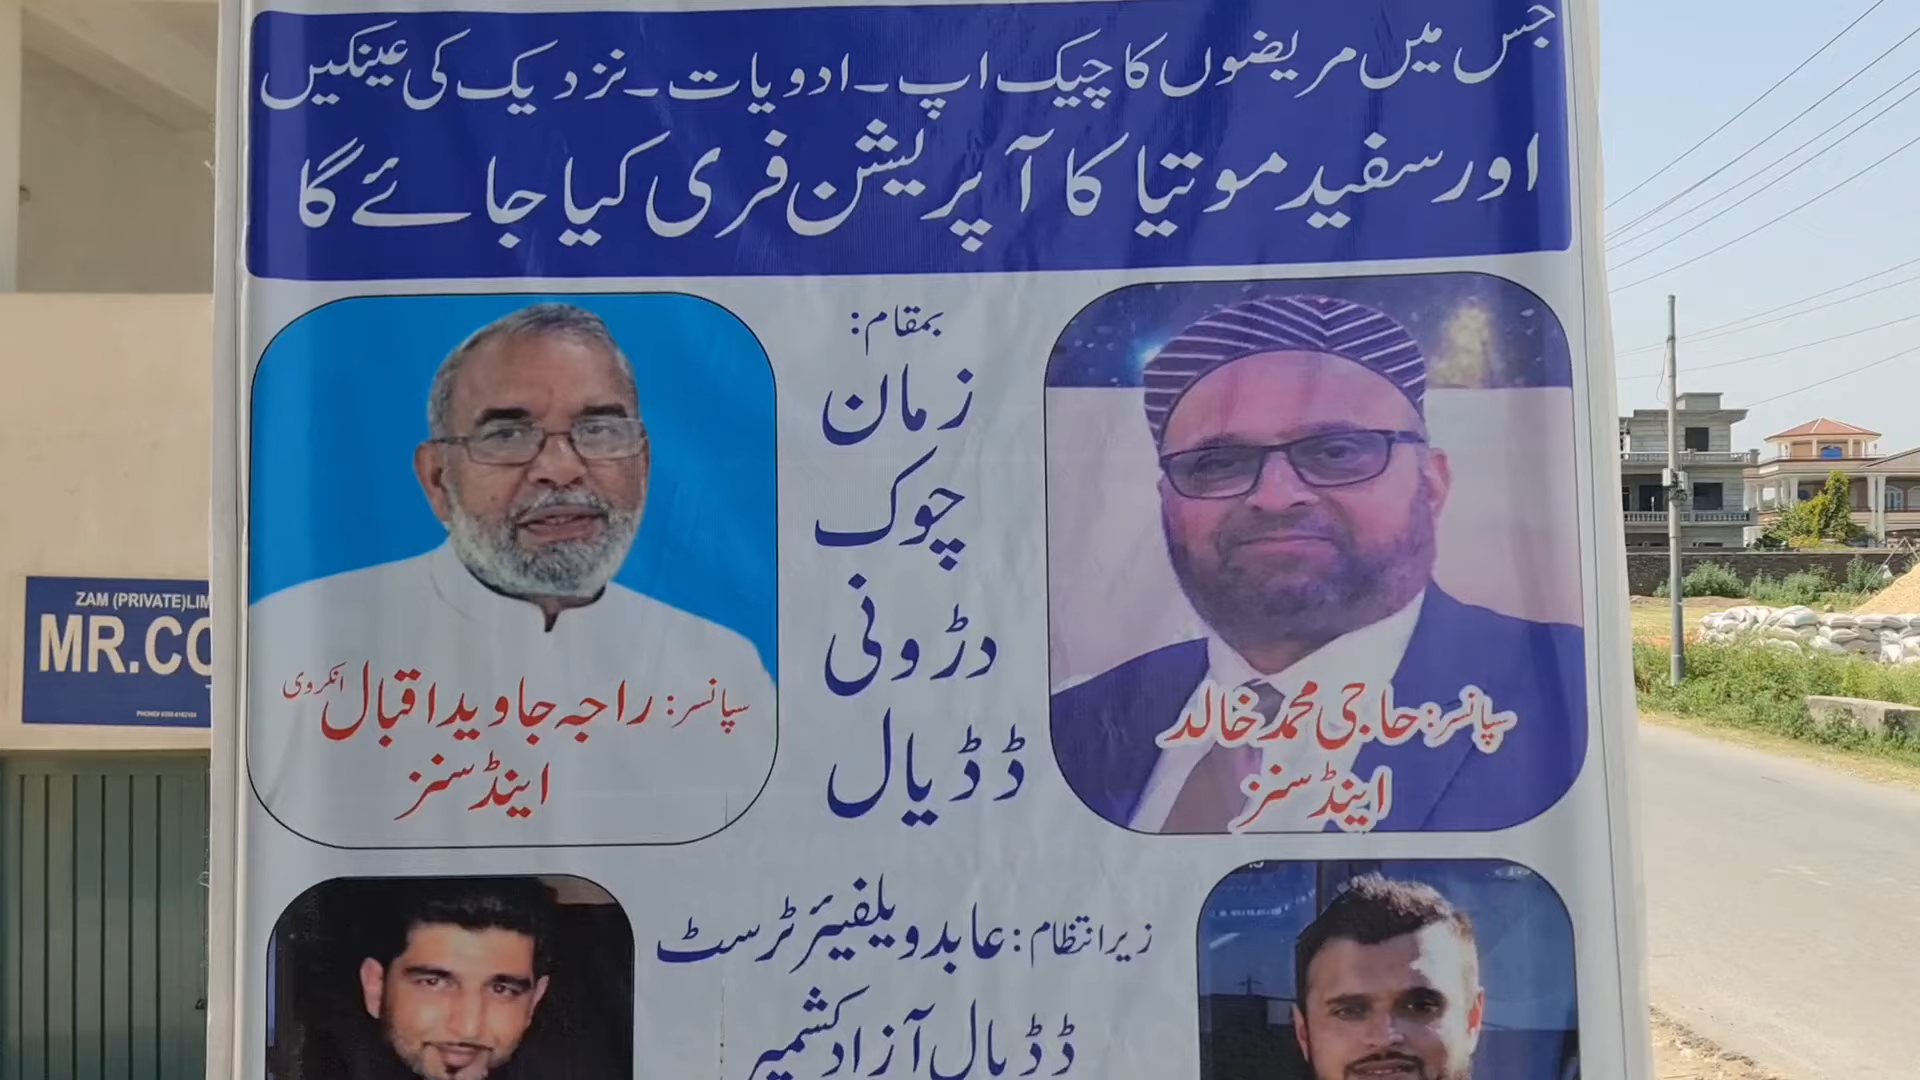 جس میں مریضوں کا چیک اپ۔ادویات۔نزدیک کی عینکیں
اور سفید موتیا کا آپریشن فری کیا جائے گا
بمقام:
زمان
چوک
دڑونی
ڈڈیال
سپانسر: حاجی محمد خالد
اینڈ سنز
سپانسر: راجہ جاوید اقبال انکروی
اینڈ سنز
زیر انتظام: عابد ویلفیئر ٹرسٹ
ڈڈیال آزاد کشمیر
ZAM (PRIVATE)LIM
MR.CO